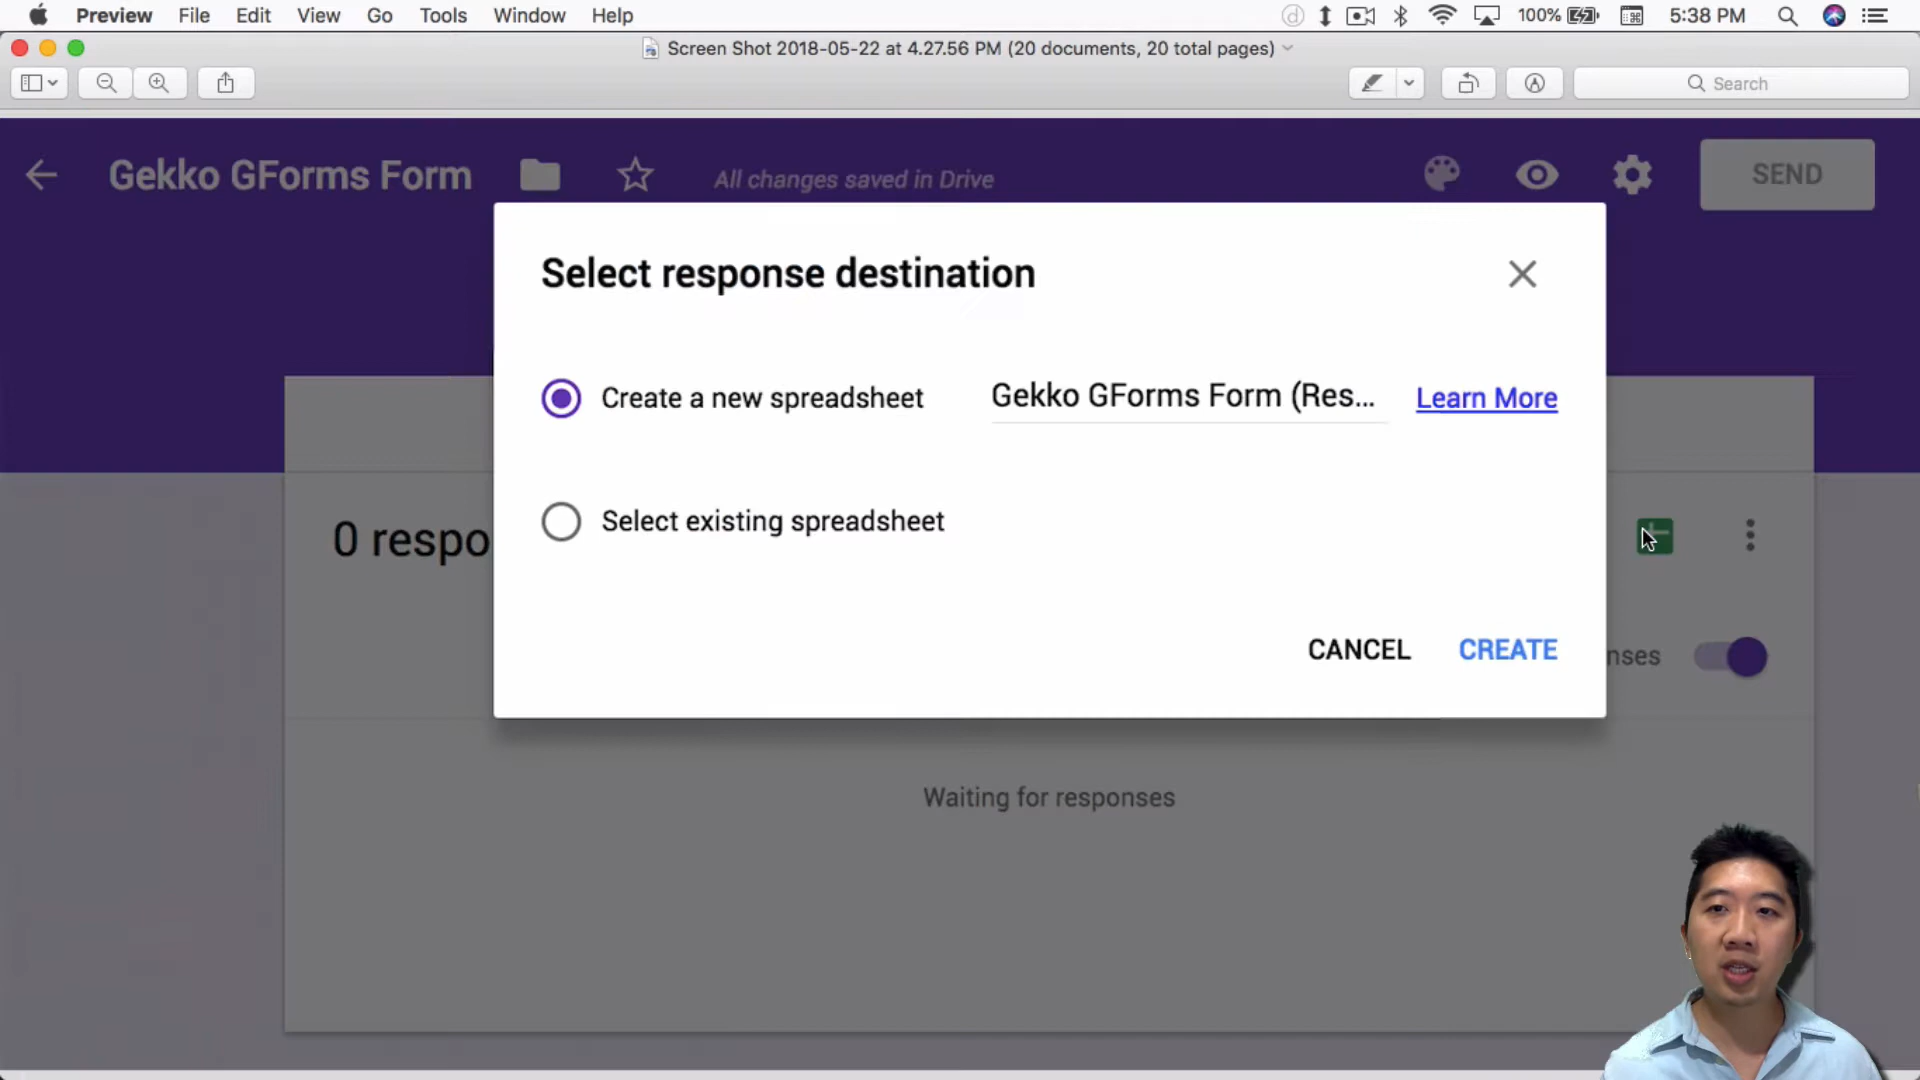 Preview File Edit View Go Tools Window Help 100% 5:38 PM
Screen Shot 2018-05-22 at 4.27.56 PM (20 documents, 20 total pages)
Search
Gekko GForms Form All changes saved in Drive SEND
Select response destination
Create a new spreadsheet Gekko GForms Form (Res... Learn More
Select existing spreadsheet
0 respo
CANCEL CREATE
nses
Waiting for responses